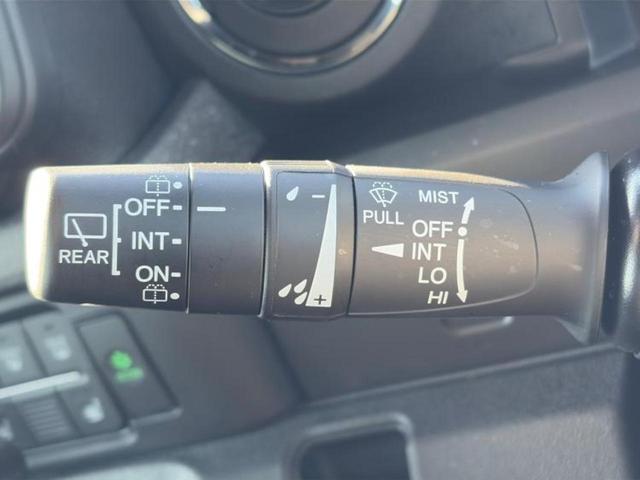 REAR
OFF
INT
ON
-
+
PULL
MIST
OFF
INT
LO
HI